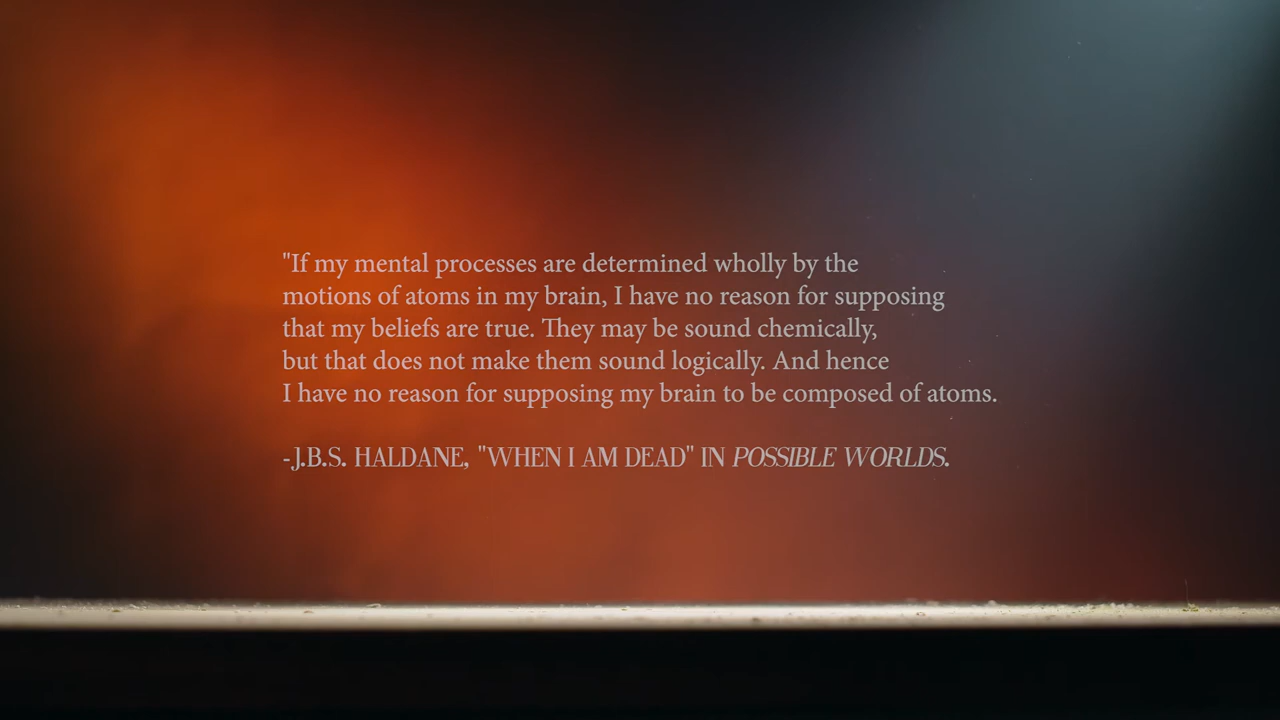 "If my mental processes are determined wholly by the
motions of atoms in my brain, I have no reason for supposing
that my beliefs are true. They may be sound chemically,
but that does not make them sound logically. And hence
I have no reason for supposing my brain to be composed of atoms.
-J.B.S. HALDANE, "WHEN I AM DEAD" IN POSSIBLE WORLDS.